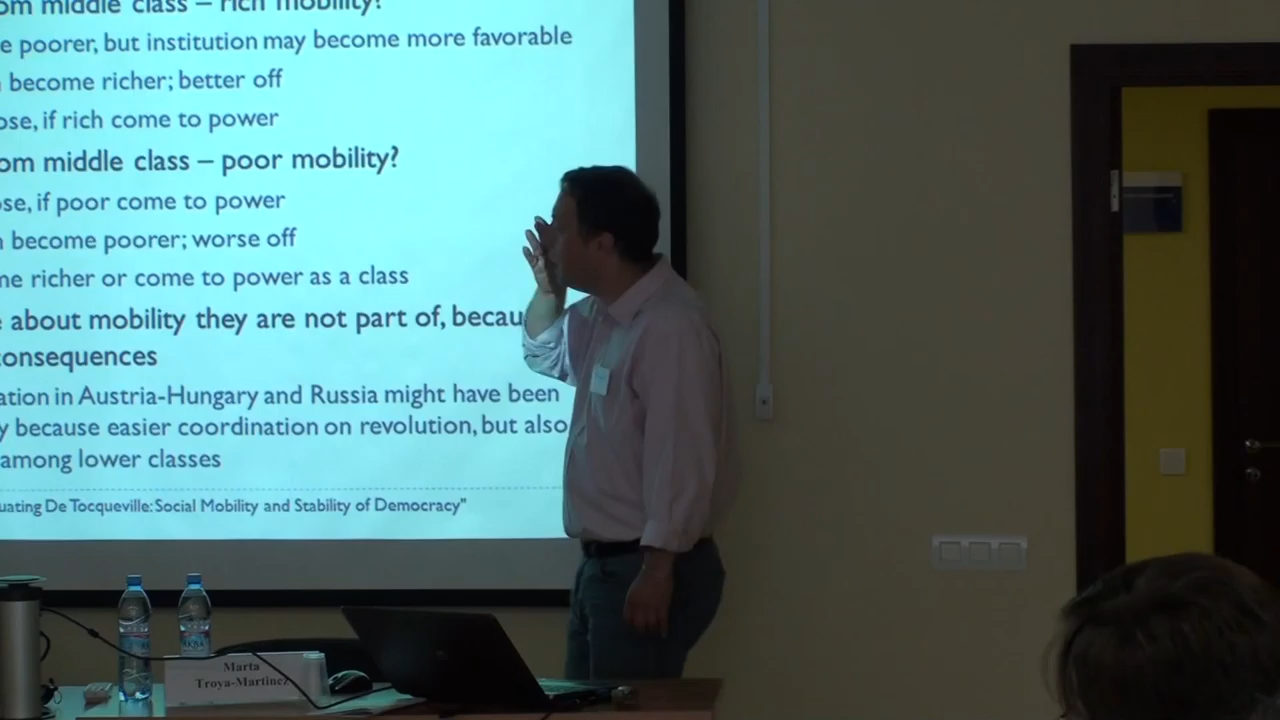 om middle class – rich mobility?
e poorer, but institution may become more favorable
become richer; better off
ose, if rich come to power
om middle class – poor mobility?
ose, if poor come to power
become poorer; worse off
me richer or come to power as a class
about mobility they are not part of, becau
onsequences
ation in Austria-Hungary and Russia might have been
y because easier coordination on revolution, but also
among lower classes
uating De Tocqueville: Social Mobility and Stability of Democracy"
Marta
Troya-Martinez